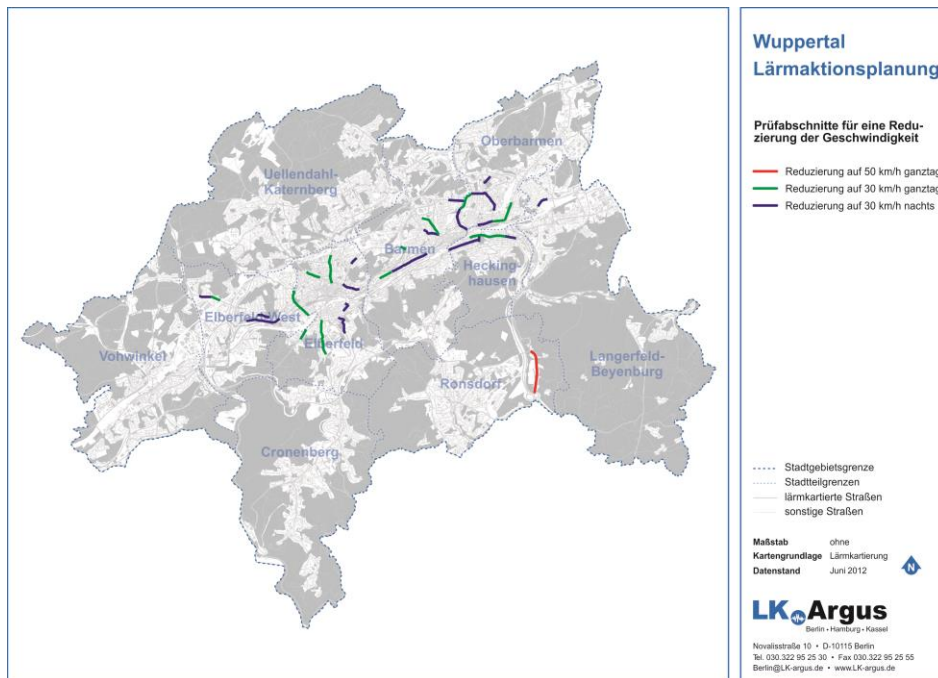 Wuppertal
Lärmaktionsplanung
Prüfabschnitte für eine Redu-
zierung der Geschwindigkeit
Reduzierung auf 50 km/h ganztag
Reduzierung auf 30 km/h ganztag
Reduzierung auf 30 km/h nachts
Oberbarmen
Uellendahl-
Katernberg
Barmen
Hecking-
hausen
Elberfeld-West
Elberfeld
Vohwinkel
Langerfeld-
Beyenburg
Ronsdorf
Cronenberg
Stadtgebietsgrenze
Stadtteilgrenzen
lärmkartierte Straßen
sonstige Straßen
Maßstab ohne
Kartengrundlage Lärmkartierung
Datenstand Juni 2012
N
LK Argus
Berlin • Hamburg • Kassel
Novalisstraße 10 • D-10115 Berlin
Tel. 030.322 95 25 30 • Fax 030.322 95 25 55
Berlin@LK-argus.de • www.LK-argus.de